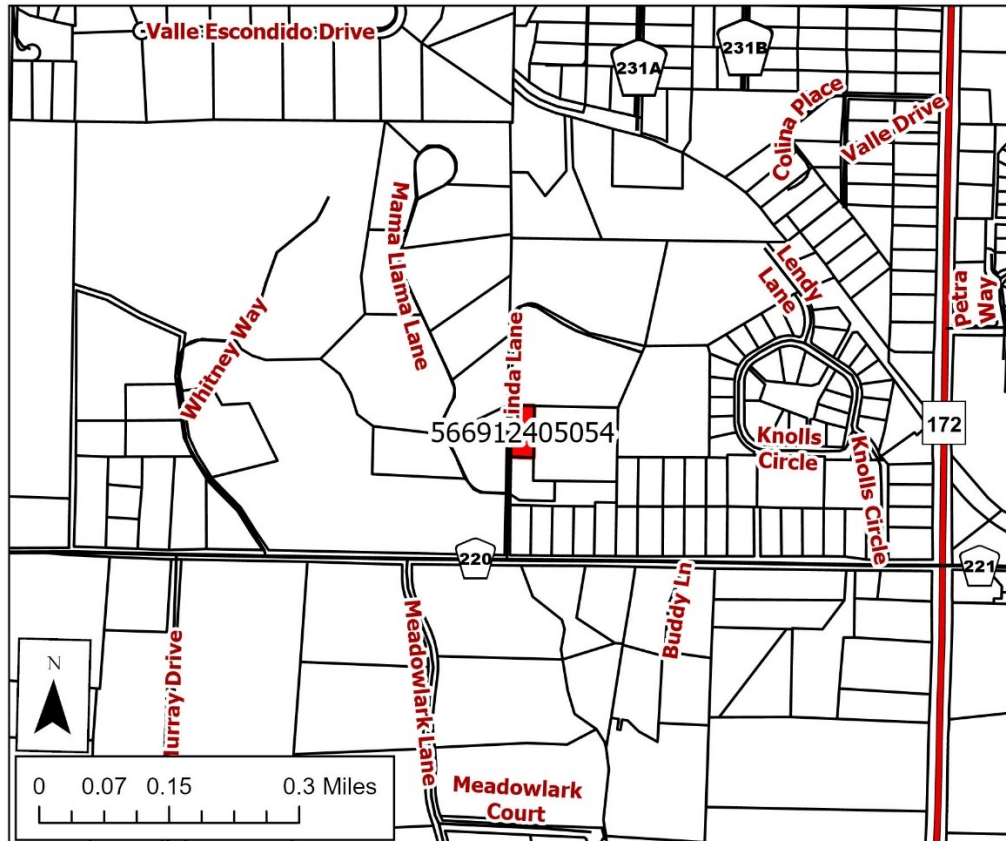 Valle Escondido Drive
231A
231B
Colina Place
Valle Drive
Mama Llama Lane
Lendy
Lane
Petra
Way
Whitney Way
inda Lane
566912405054
172
Knolls
Circle
Knolls Circle
220
221
Buddy Ln
Meadowlark Lane
Murray Drive
N
0 0.07 0.15 0.3 Miles
Meadowlark
Court